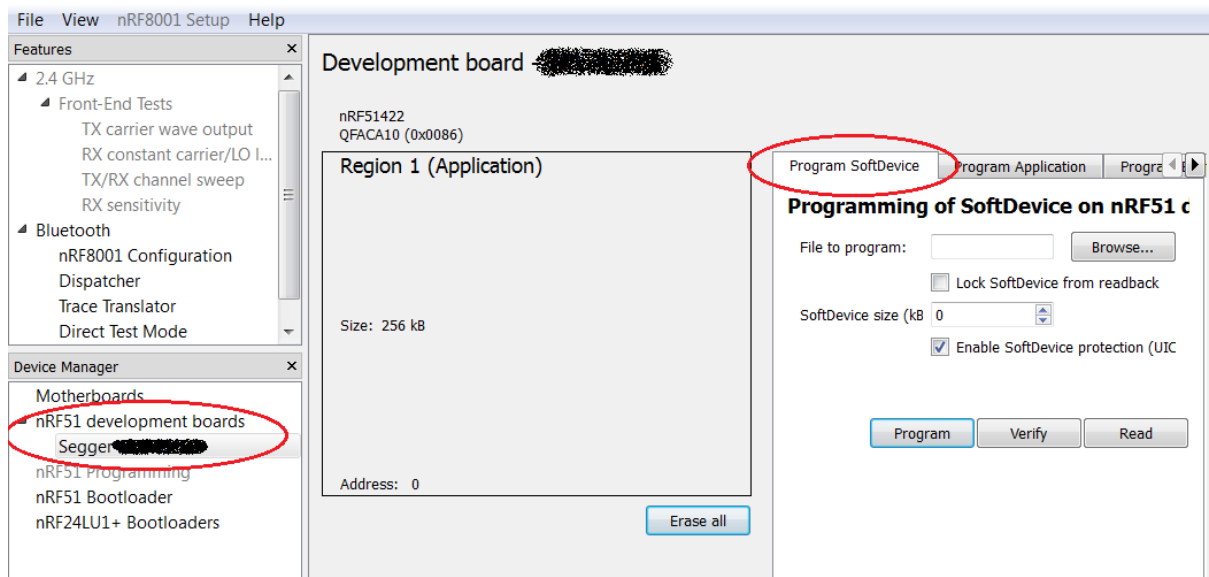 File View nRF8001 Setup Help
Features ×
2.4 GHz
Front-End Tests
TX carrier wave output
RX constant carrier/LO l...
TX/RX channel sweep
RX sensitivity
Bluetooth
nRF8001 Configuration
Dispatcher
Trace Translator
Direct Test Mode
Device Manager ×
Motherboards
nRF51 development boards
Segger
nRF51 Programming
nRF51 Bootloader
nRF24LU1+ Bootloaders
Development board -
nRF51422
QFACA10 (0x0086)
Region 1 (Application)
Size: 256 kB
Address: 0
Erase all
Program SoftDevice Program Application Progra
Programming of SoftDevice on nRF51 d
File to program: Browse...
Lock SoftDevice from readback
SoftDevice size (kB 0
Enable SoftDevice protection (UIC
Program Verify Read